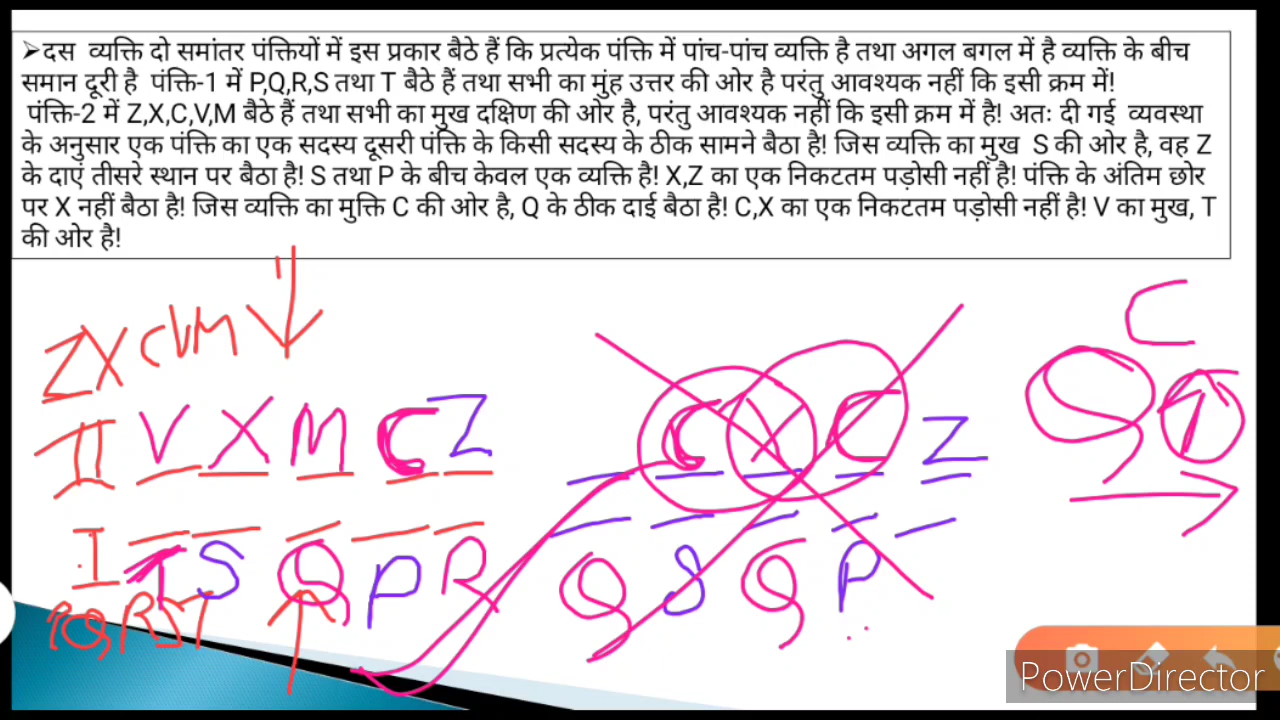 ➤दस व्यक्ति दो समांतर पंक्तियों में इस प्रकार बैठे हैं कि प्रत्येक पंक्ति में पांच-पांच व्यक्ति है तथा अगल बगल में है व्यक्ति के बीच
समान दूरी है पंक्ति-1 में P,Q,R,S तथा T बैठे हैं तथा सभी का मुंह उत्तर की ओर है परंतु आवश्यक नहीं कि इसी क्रम में!
पंक्ति-2 में Z,X,C,V,M बैठे हैं तथा सभी का मुख दक्षिण की ओर है, परंतु आवश्यक नहीं कि इसी क्रम में है! अतः दी गई व्यवस्था
के अनुसार एक पंक्ति का एक सदस्य दूसरी पंक्ति के किसी सदस्य के ठीक सामने बैठा है! जिस व्यक्ति का मुख S की ओर है, वह Z
के दाएं तीसरे स्थान पर बैठा है! S तथा P के बीच केवल एक व्यक्ति है! X,Z का एक निकटतम पड़ोसी नहीं है! पंक्ति के अंतिम छोर
पर X नहीं बैठा है! जिस व्यक्ति का मुक्ति C की ओर है, Q के ठीक दाई बैठा है! C,X का एक निकटतम पड़ोसी नहीं है! V का मुख, T
की ओर है!
ZXCVM
C
II V X M C Z
C X C Z
Q
I T S Q P R
Q S Q P
PQRST
PowerDirector